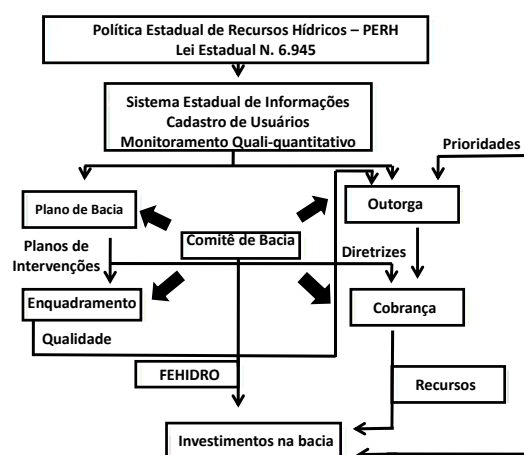 Política Estadual de Recursos Hídricos – PERH
Lei Estadual N. 6.945
Sistema Estadual de Informações
Cadastro de Usuários
Monitoramento Quali-quantitativo
Prioridades
Plano de Bacia
Outorga
Comitê de Bacia
Planos de
Intervenções
Diretrizes
Enquadramento
Cobrança
Qualidade
FEHIDRO
Recursos
Investimentos na bacia